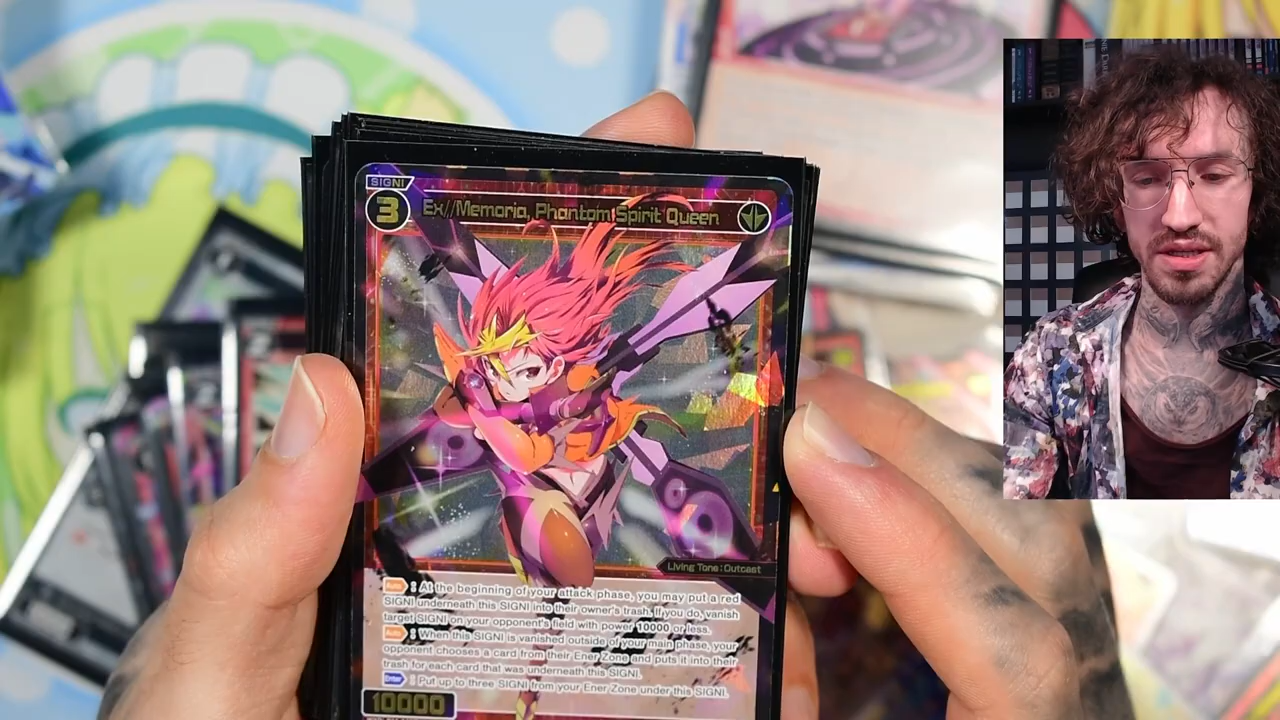 SIGNI
3
Ex//Memoria, Phantom Spirit Queen
Living Tone:Outcast
Auto : At the beginning of your attack phase, you may put a red
SIGNI underneath this SIGNI into their owner's trash. If you do, vanish
target SIGNI on your opponent's field with power 10000 or less.
Auto : When this SIGNI is vanished outside of your main phase, your
opponent chooses a card from their Ener Zone and puts it into their
trash for each card that was underneath this SIGNI.
Enter : Put up to three SIGNI from your Ener Zone under this SIGNI.
10000